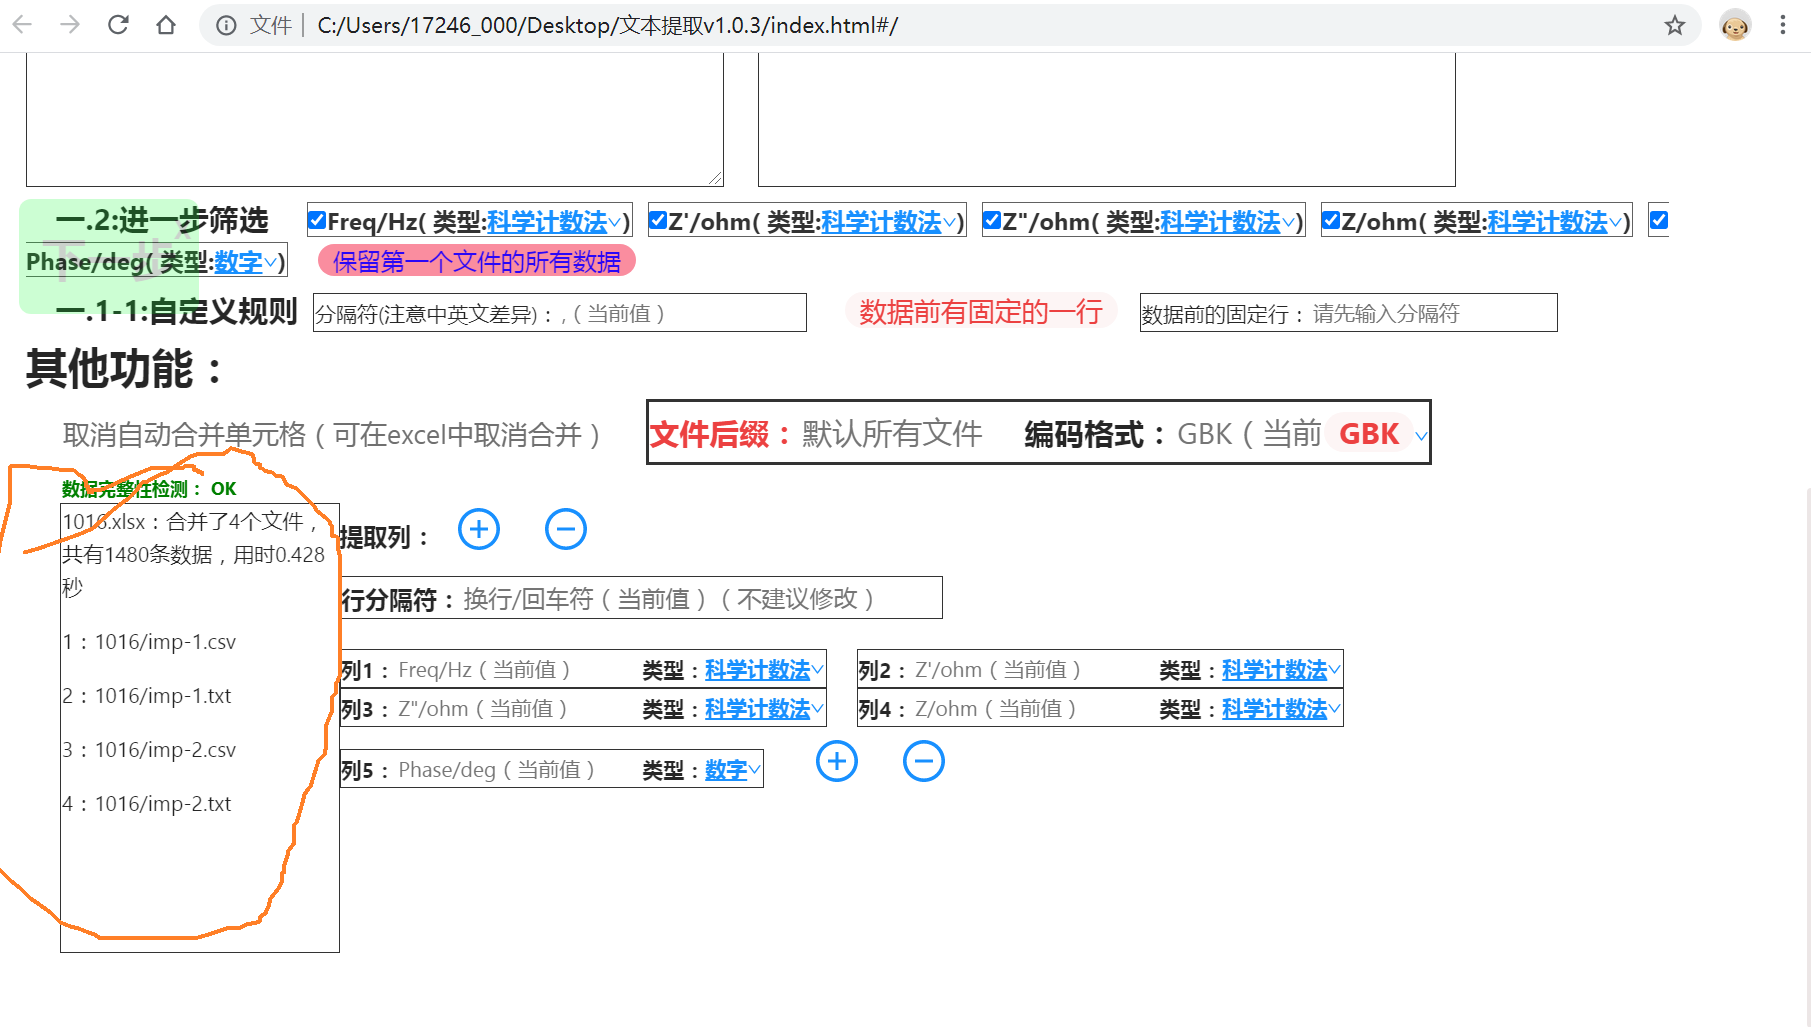 文件 | C:/Users/17246_000/Desktop/文本提取v1.0.3/index.html#/
一.2:进一步筛选 Freq/Hz( 类型:科学计数法) Z'/ohm( 类型:科学计数法) Z"/ohm( 类型:科学计数法) Z/ohm( 类型:科学计数法)
Phase/deg( 类型:数字) 保留第一个文件的所有数据
下一步 x
一.1-1:自定义规则 分隔符(注意中英文差异)：,（当前值） 数据前有固定的一行 数据前的固定行：请先输入分隔符
其他功能：
取消自动合并单元格（可在excel中取消合并） 文件后缀：默认所有文件 编码格式：GBK（当前 GBK
数据完整性检测： OK
1016.xlsx：合并了4个文件，
共有1480条数据，用时0.428
秒
1：1016/imp-1.csv
2：1016/imp-1.txt
3：1016/imp-2.csv
4：1016/imp-2.txt
提取列：
行分隔符：换行/回车符（当前值）（不建议修改）
列1：Freq/Hz（当前值） 类型：科学计数法 列2：Z'/ohm（当前值） 类型：科学计数法
列3：Z"/ohm（当前值） 类型：科学计数法 列4：Z/ohm（当前值） 类型：科学计数法
列5：Phase/deg（当前值） 类型：数字